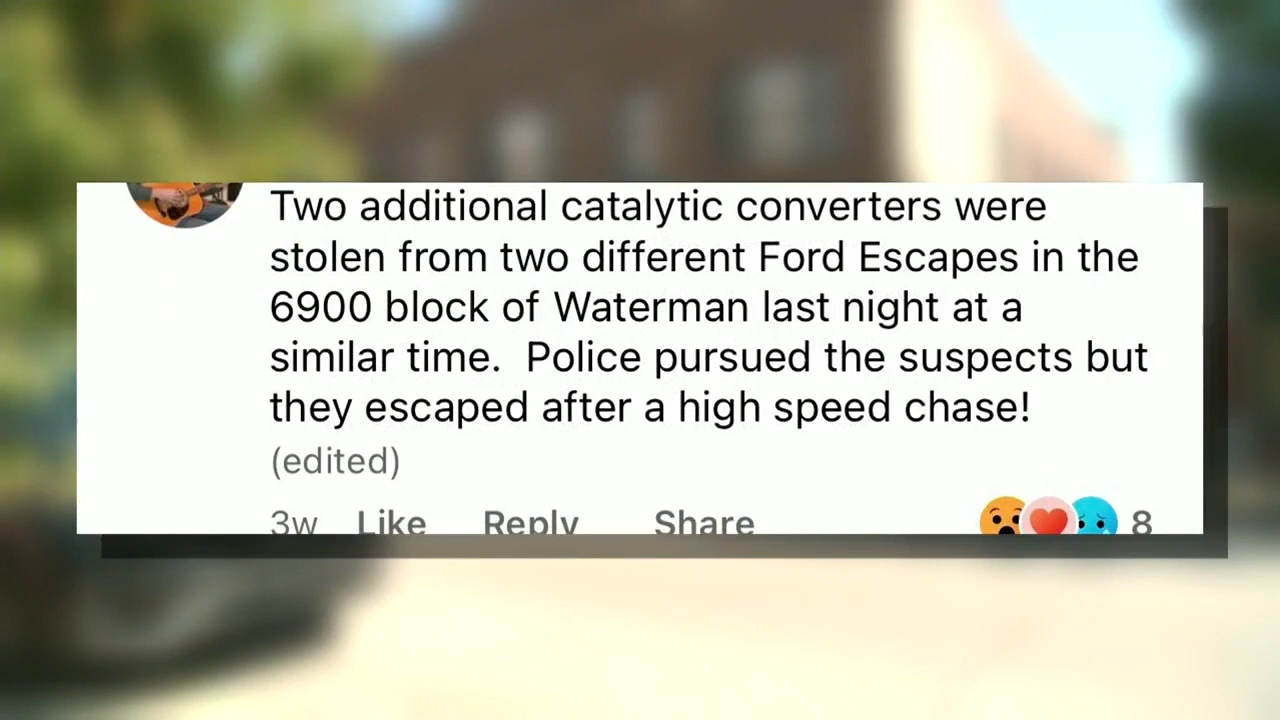 Two additional catalytic converters were
stolen from two different Ford Escapes in the
6900 block of Waterman last night at a
similar time.  Police pursued the suspects but
they escaped after a high speed chase!
(edited)
3w Like Reply Share 8